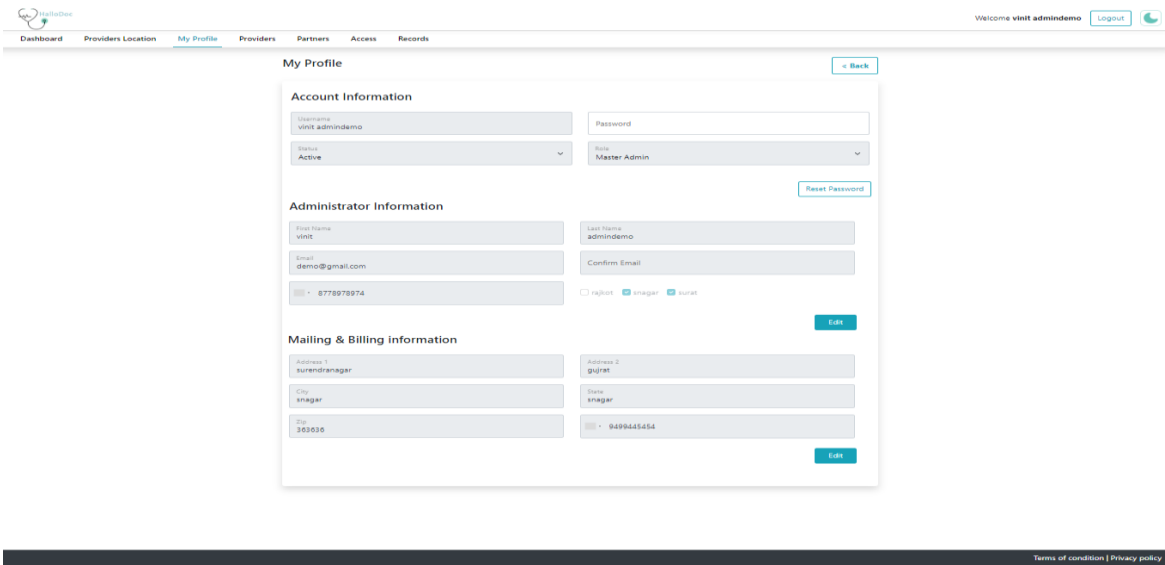 HelloDoc
Welcome vinit admindemo Logout
Dashboard Providers Location My Profile Providers Partners Access Records
My Profile < Back
Account Information
Username
vinit admindemo
Password
Status
Active
Role
Master Admin
Reset Password
Administrator Information
First Name
vinit
Last Name
admindemo
Email
demo@gmail.com
Confirm Email
8778978974
rajkot snagar surat
Edit
Mailing & Billing information
Address 1
surendranagar
Address 2
gujrat
City
snagar
State
snagar
Zip
363636
9499445454
Edit
Terms of condition | Privacy policy